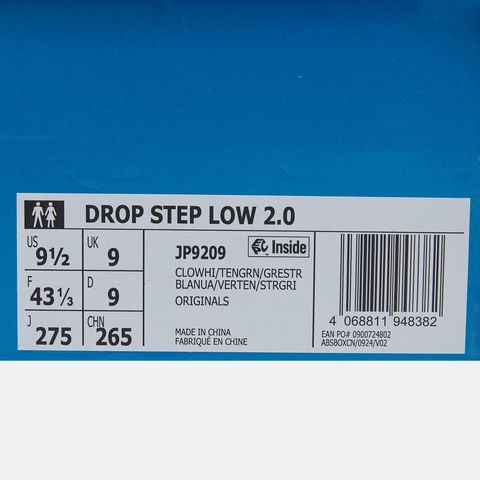 DROP STEP LOW 2.0
US
9½
UK
9
F
43⅓
D
9
J
275
CHN
265
JP9209
Inside
CLOWHI/TENGRN/GRESTR
BLANUA/VERTEN/STRGRI
ORIGINALS
MADE IN CHINA
FABRIQUÉ EN CHINE
4 068811 948382
EAN PO# 0900724802
ABSBOXCN/0924/V02